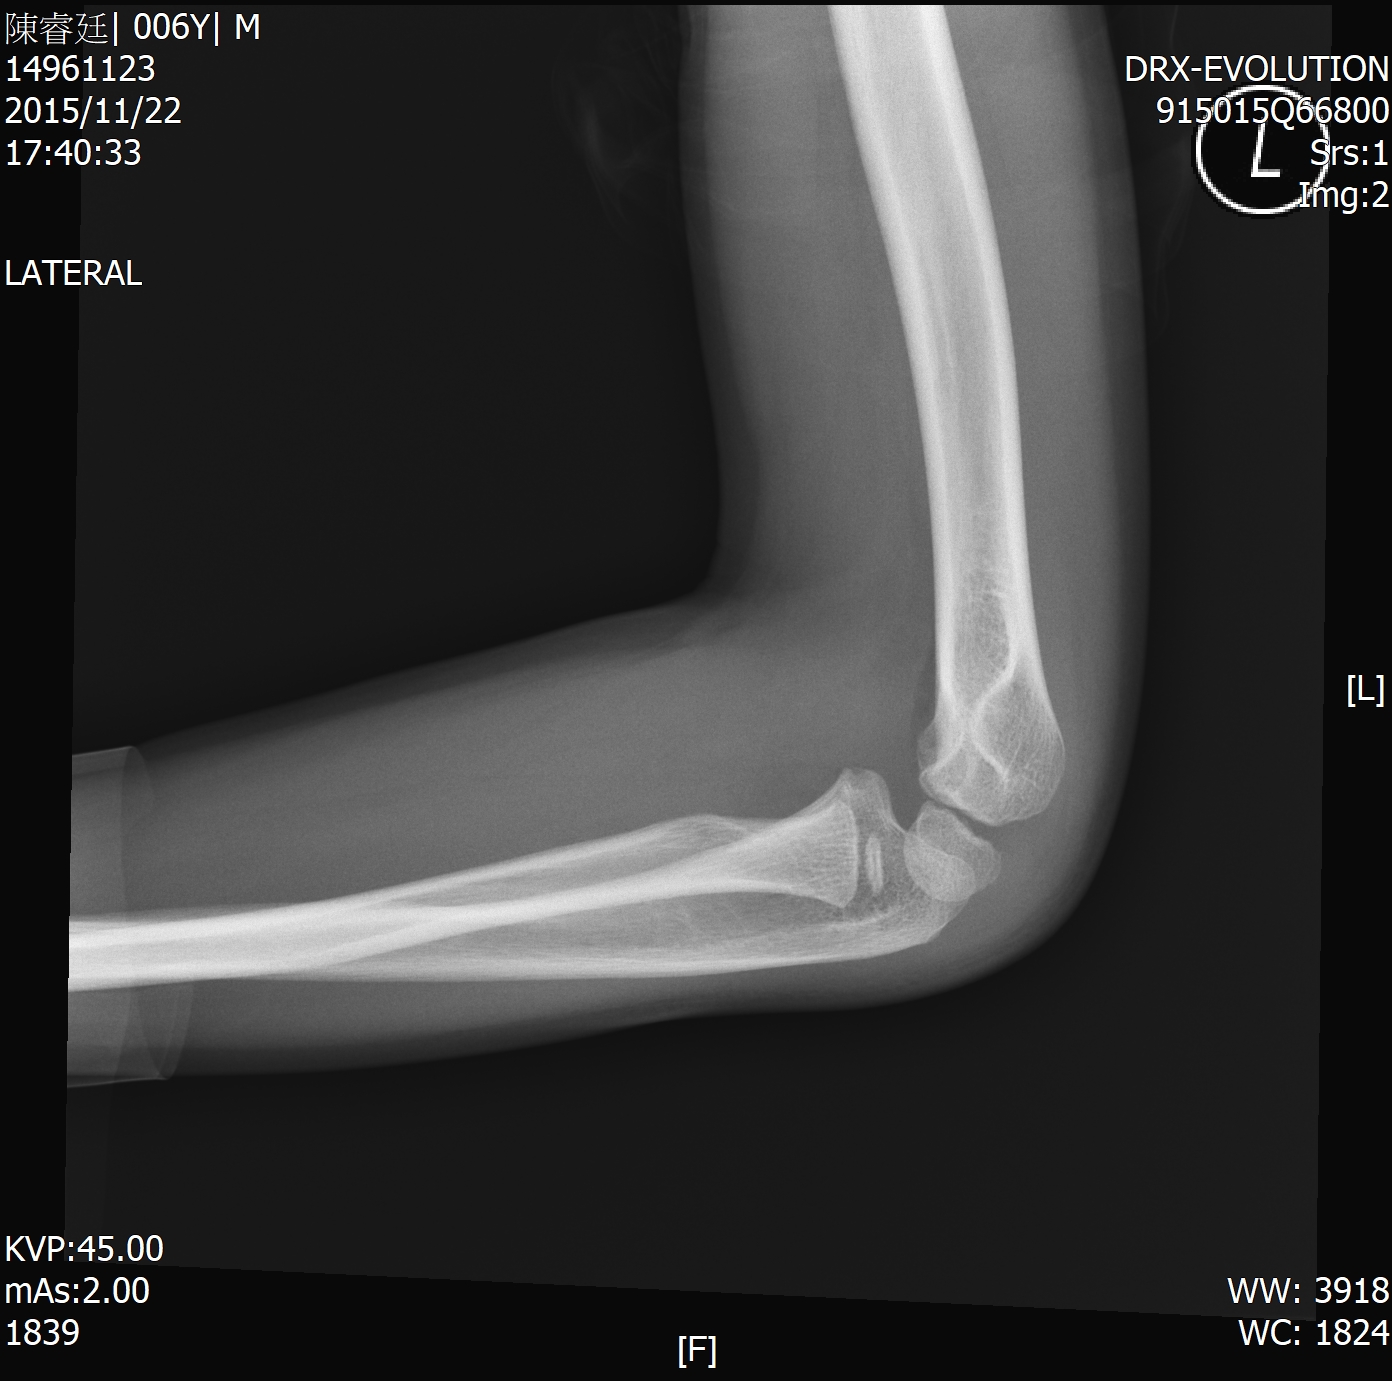 陳睿廷| 006Y| M
14961123
2015/11/22
17:40:33
LATERAL
DRX-EVOLUTION
915015Q66800
Srs:1
Img:2
L
[L]
KVP:45.00
mAs:2.00
1839
[F]
WW: 3918
WC: 1824